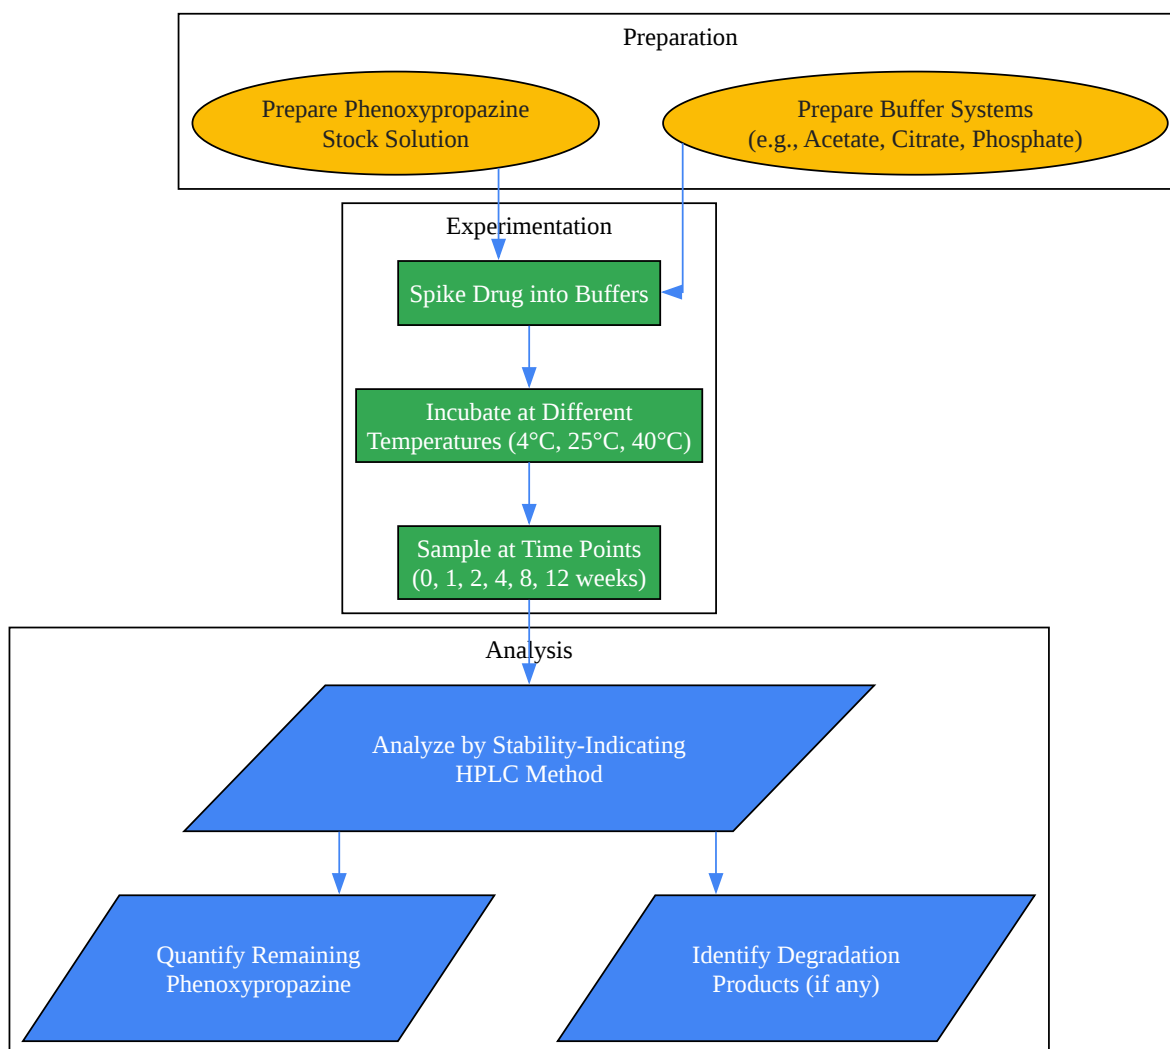 Preparation
Prepare Phenoxypropazine
Stock Solution
Prepare Buffer Systems
(e.g., Acetate, Citrate, Phosphate)
Experimentation
Spike Drug into Buffers
Incubate at Different
Temperatures (4°C, 25°C, 40°C)
Sample at Time Points
(0, 1, 2, 4, 8, 12 weeks)
Analysis
Analyze by Stability-Indicating
HPLC Method
Quantify Remaining
Phenoxypropazine
Identify Degradation
Products (if any)